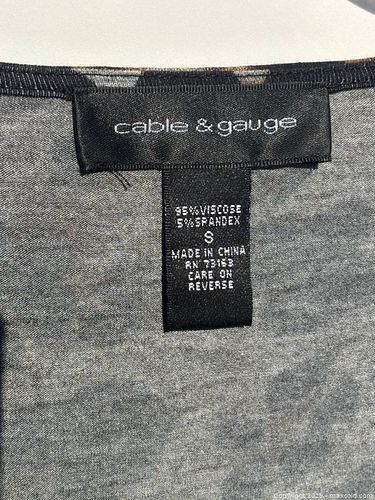 cable & gauge
95%VISCOSE
5%SPANDEX
S
MADE IN CHINA
RN 73163
CARE ON
REVERSE